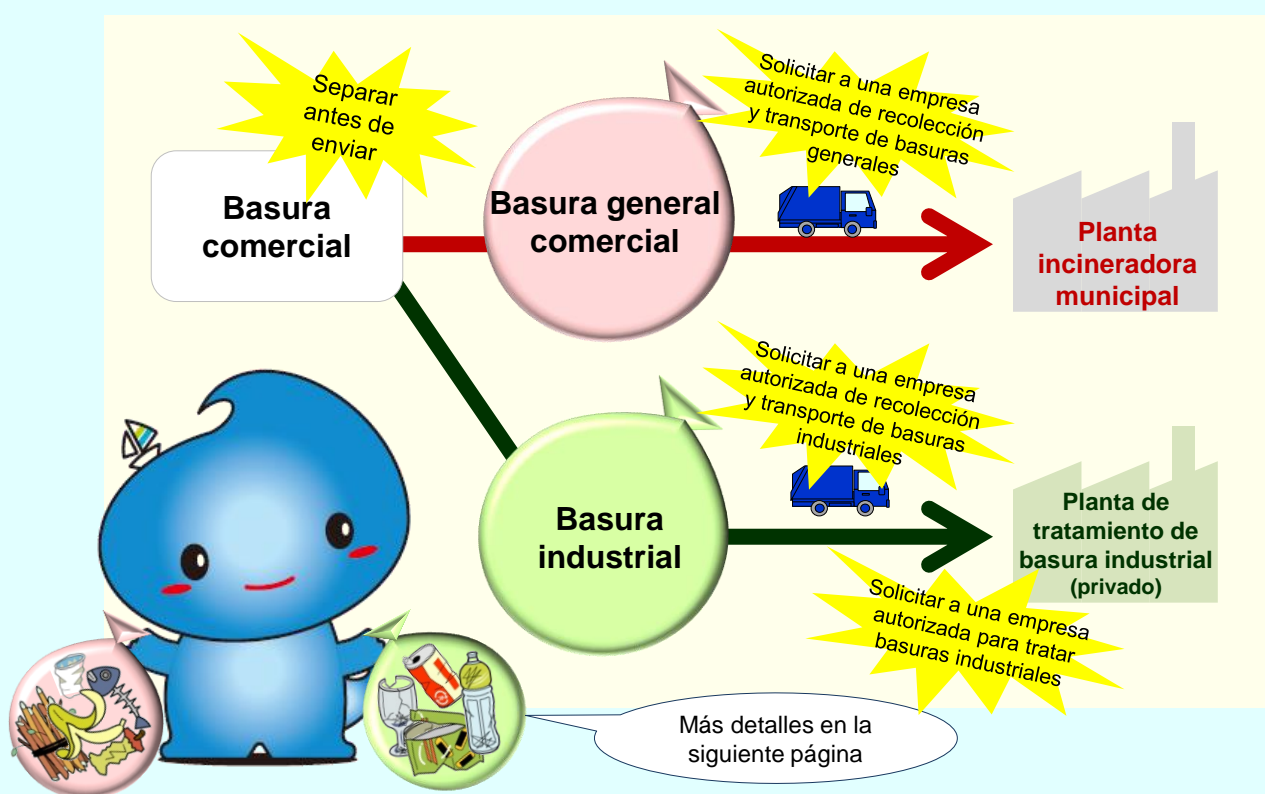 Separar
antes de
enviar
Basura
comercial
Basura general
comercial
Solicitar a una empresa
autorizada de recolección
y transporte de basuras
generales
Planta
incineradora
municipal
Solicitar a una empresa
autorizada de recolección
y transporte de basuras
industriales
Basura
industrial
Planta de
tratamiento de
basura industrial
(privado)
Solicitar a una empresa
autorizada para tratar
basuras industriales
Más detalles en la
siguiente página